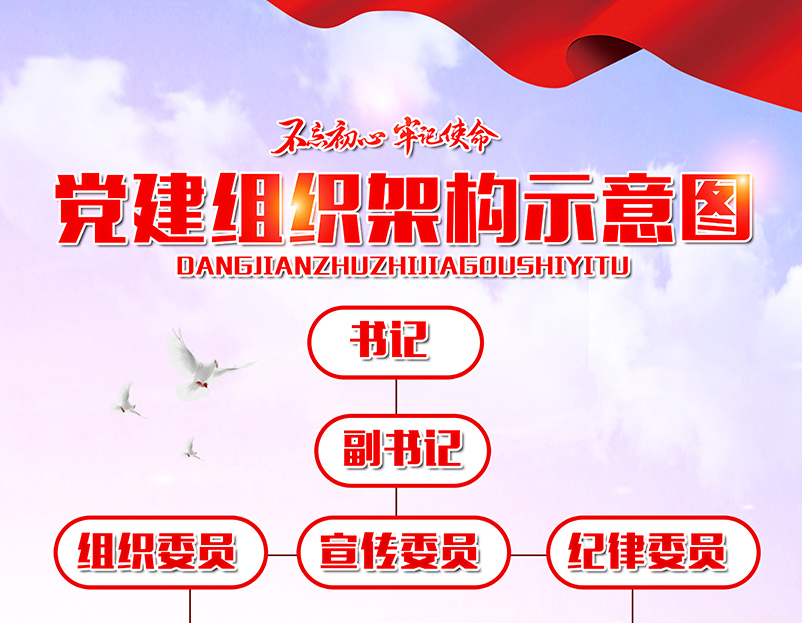 不忘初心 牢记使命
党建组织架构示意图
DANGJIANZHUZHIJIAGOUSHIYITU
书记
副书记
组织委员 宣传委员 纪律委员